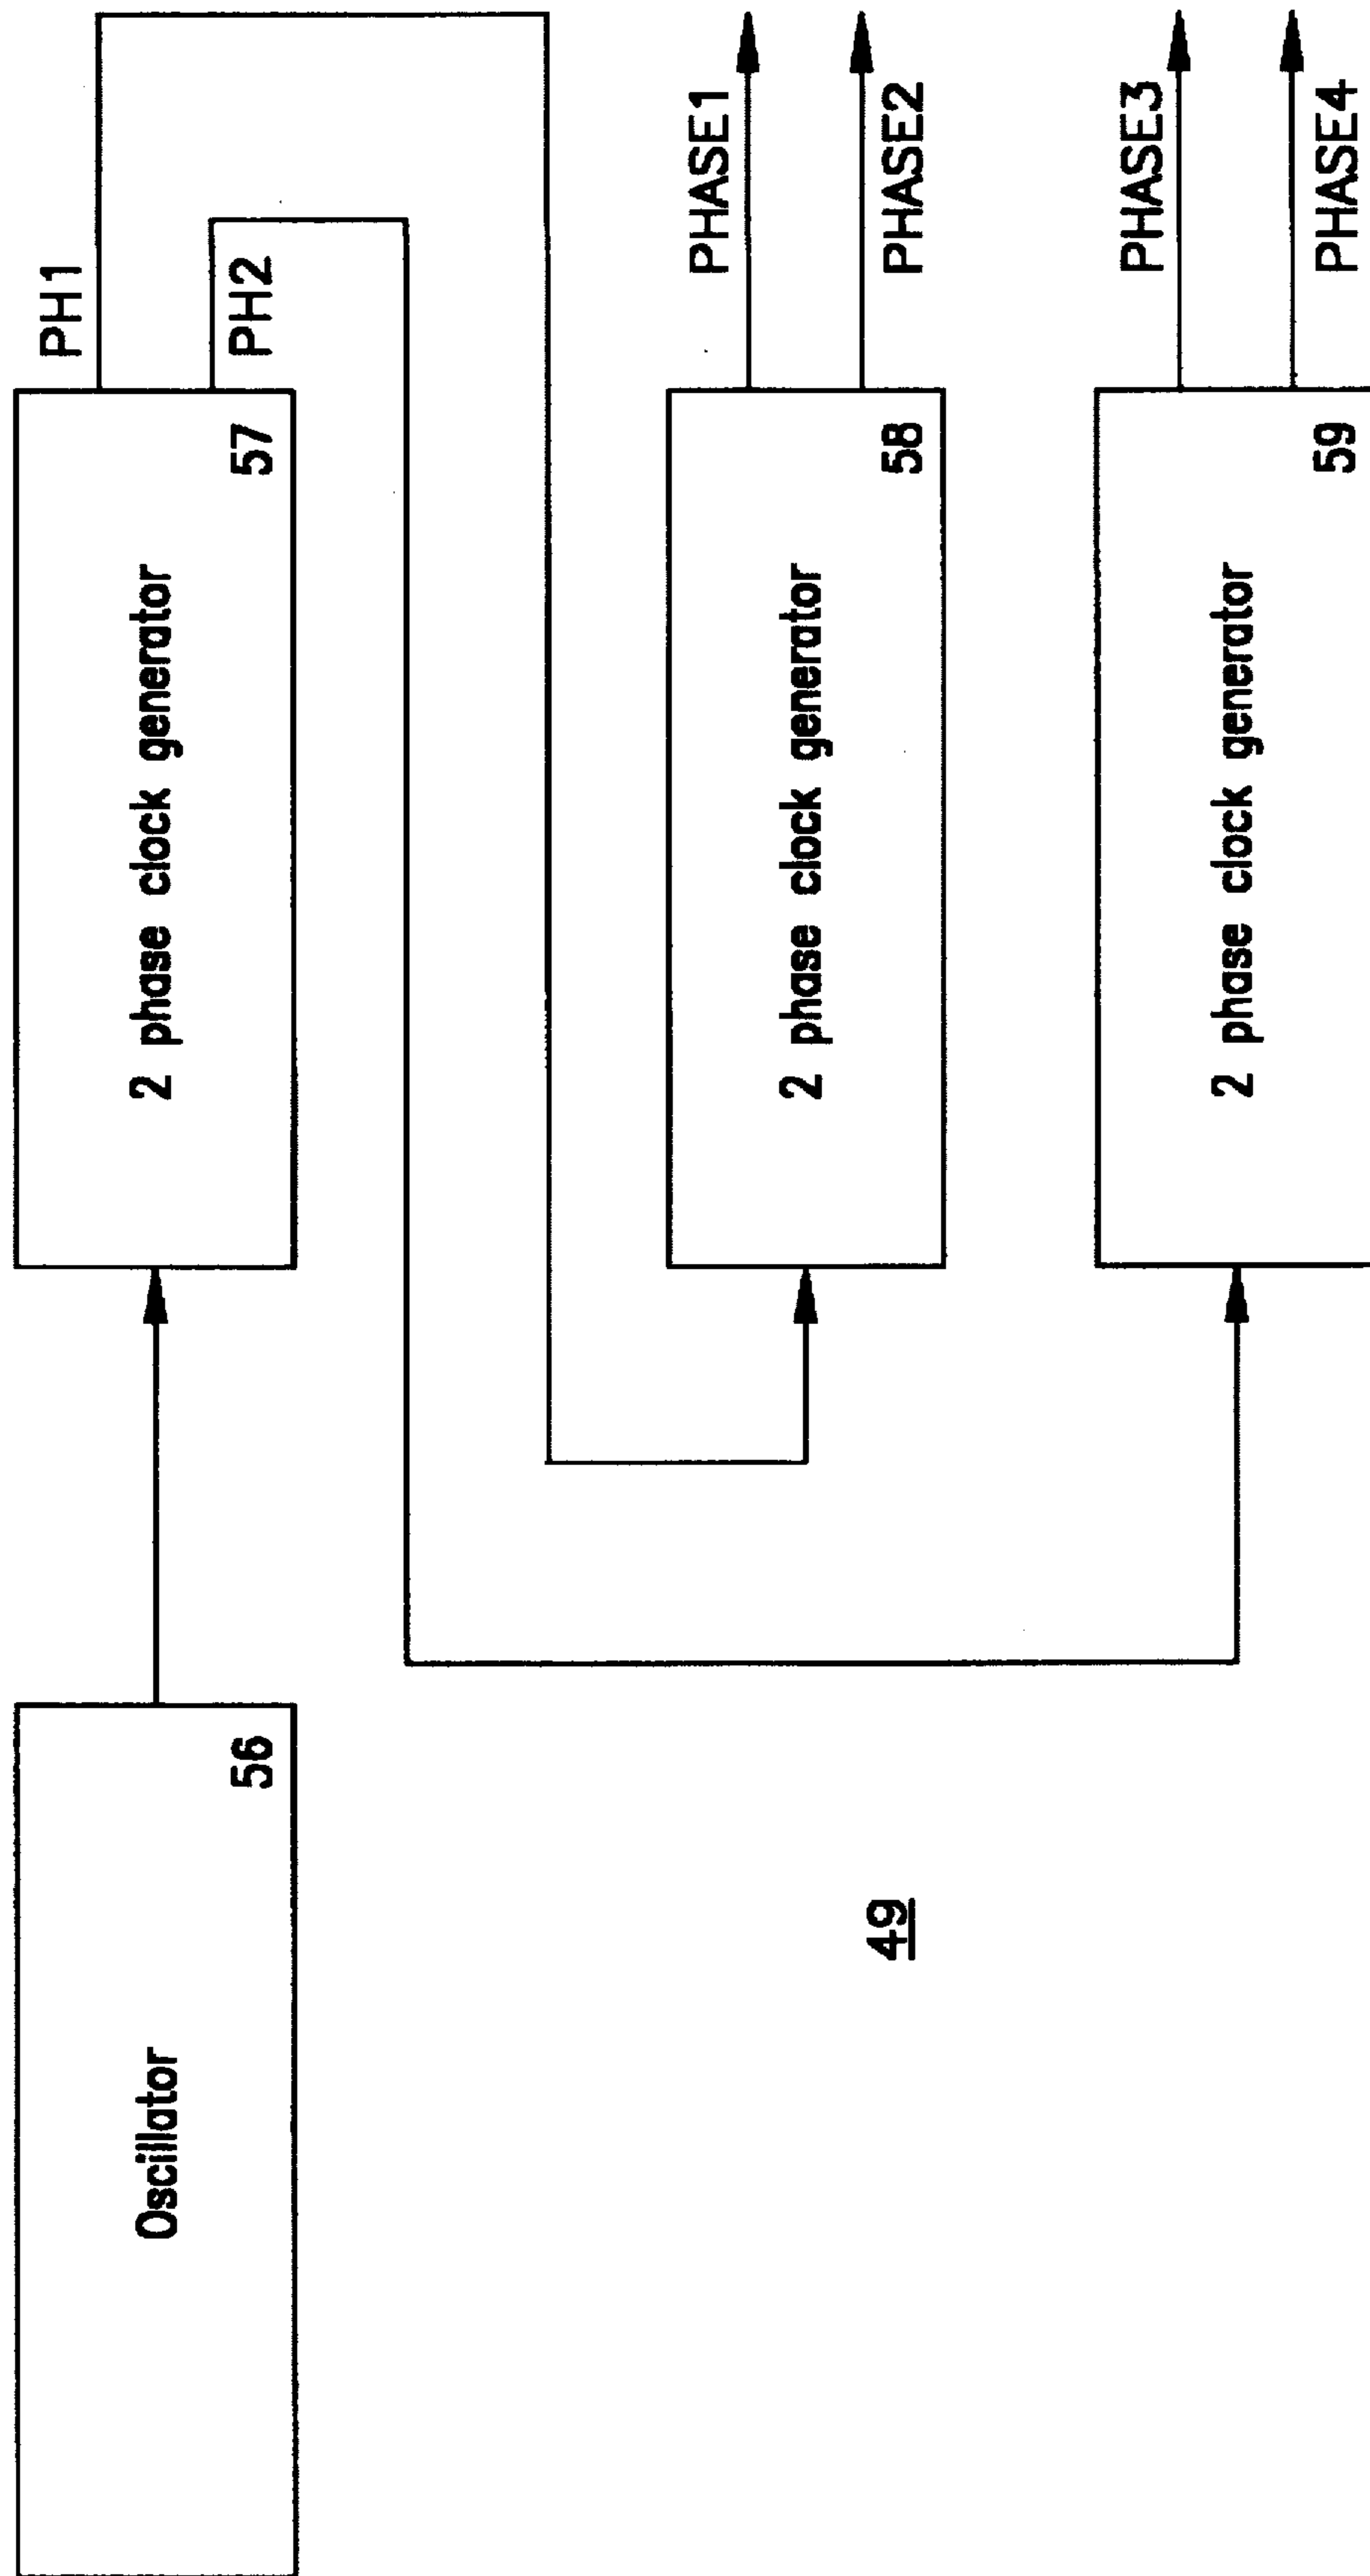 Oscillator
56
2 phase clock generator
57
PH1
PH2
2 phase clock generator
58
PHASE1
PHASE2
2 phase clock generator
59
PHASE3
PHASE4
49